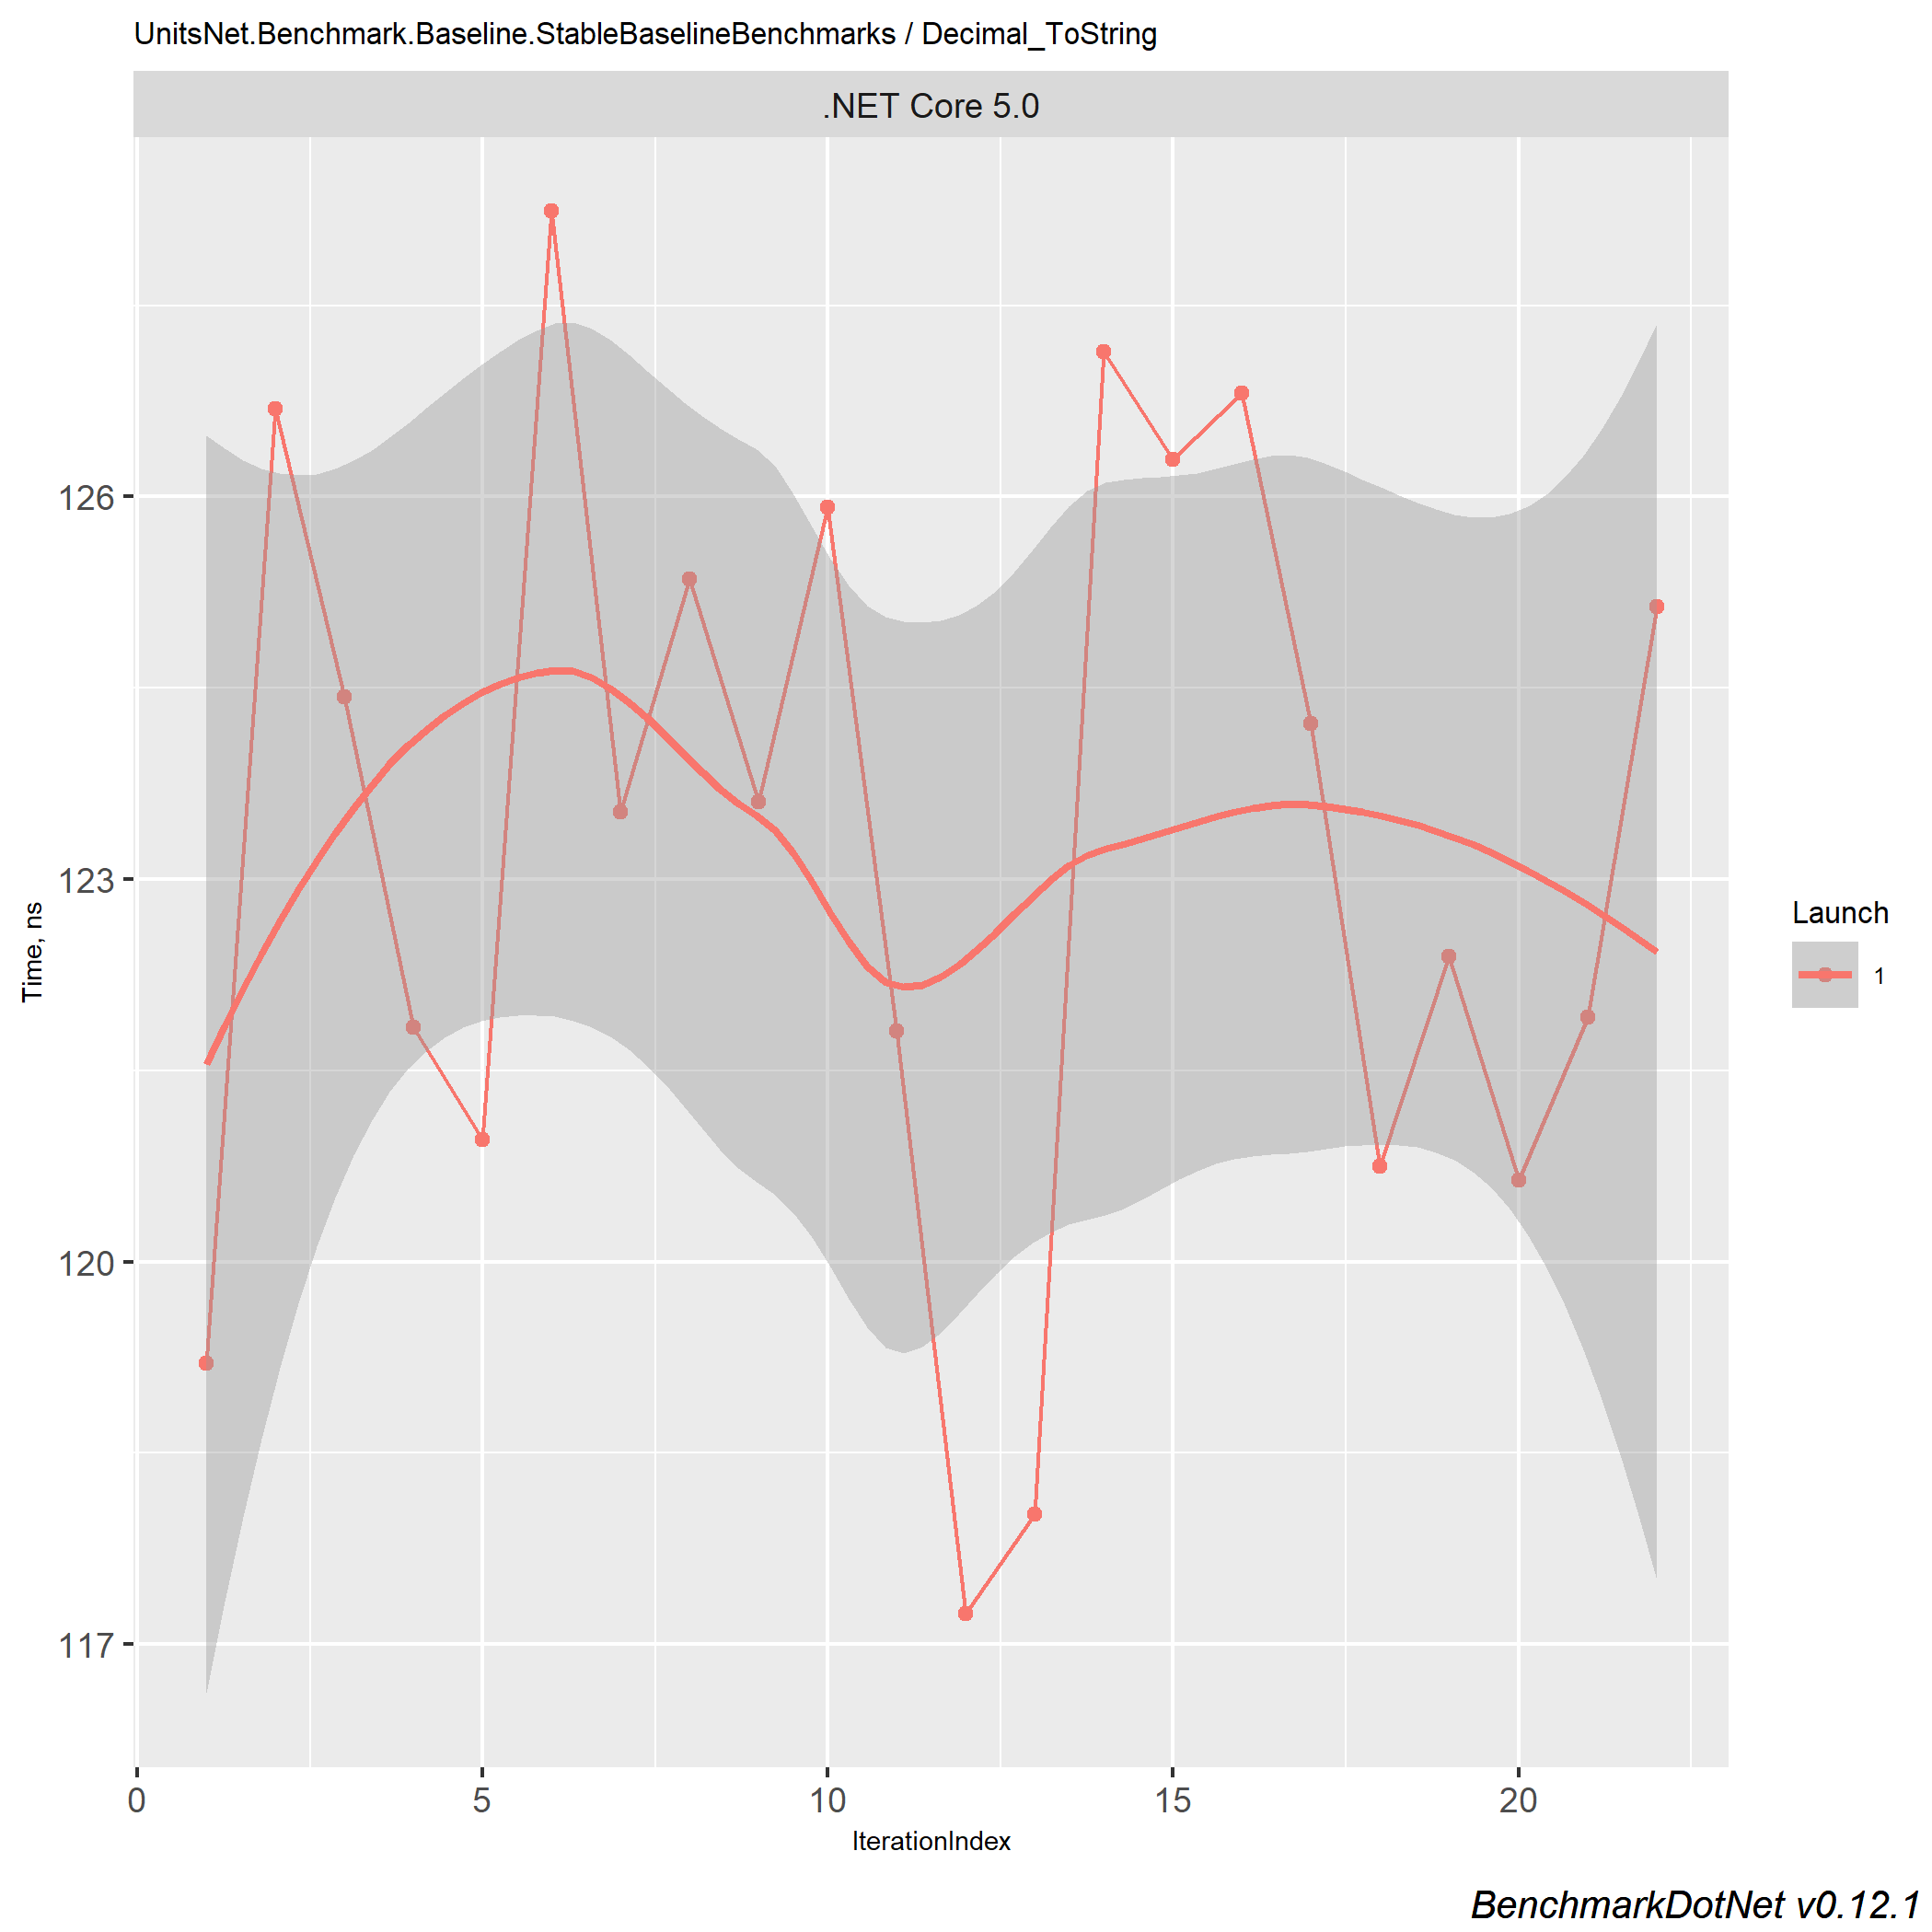 UnitsNet.Benchmark.Baseline.StableBaselineBenchmarks / Decimal_ToString
.NET Core 5.0
126
123
120
117
Time, ns
0 5 10 15 20
IterationIndex
Launch
1
BenchmarkDotNet v0.12.1